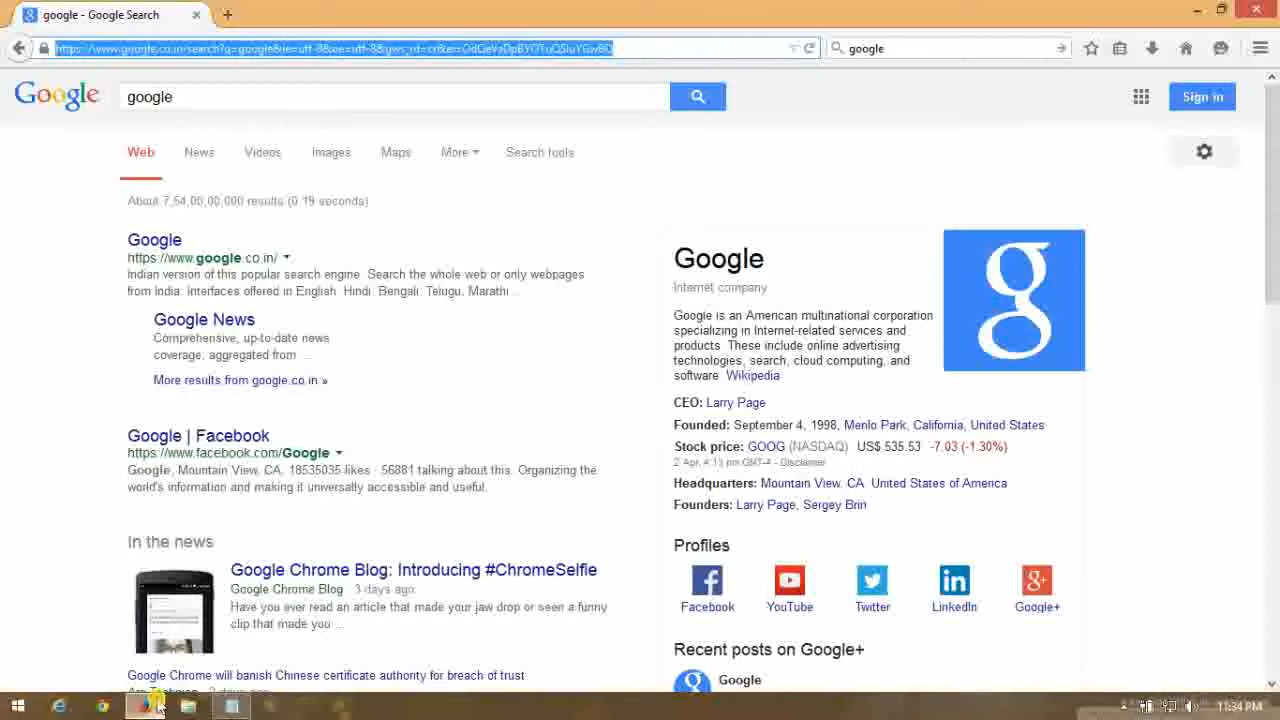 google - Google Search
google
Google
google
Sign in
Web
News
Videos
Images
Maps
More
Search tools
About 7,54,00,00,000 results (0.19 seconds)
Google
https://www.google.co.in/
Indian version of this popular search engine. Search the whole web or only webpages
from India. Interfaces offered in English. Hindi. Bengali. Telugu, Marathi ...
Google News
Comprehensive, up-to-date news
coverage, aggregated from ...
More results from google.co.in »
Google | Facebook
https://www.facebook.com/Google
Google, Mountain View, CA. 18535035 likes · 56881 talking about this. Organizing the
world's information and making it universally accessible and useful.
In the news
Google Chrome Blog: Introducing #ChromeSelfie
Google Chrome Blog 3 days ago
Have you ever read an article that made your jaw drop or seen a funny
clip that made you ...
Google Chrome will banish Chinese certificate authority for breach of trust
Google
g
Internet company
Google is an American multinational corporation
specializing in Internet-related services and
products. These include online advertising
technologies, search, cloud computing, and
software. Wikipedia
CEO: Larry Page
Founded: September 4, 1998, Menlo Park, California, United States
Stock price: GOOG (NASDAQ) US$ 535.53 -7.03 (-1.30%)
2 Apr, 4:13 pm GMT-4 - Disclaimer
Headquarters: Mountain View, CA, United States of America
Founders: Larry Page, Sergey Brin
Profiles
Facebook
YouTube
Twitter
LinkedIn
Google+
Recent posts on Google+
Google
11:34 PM